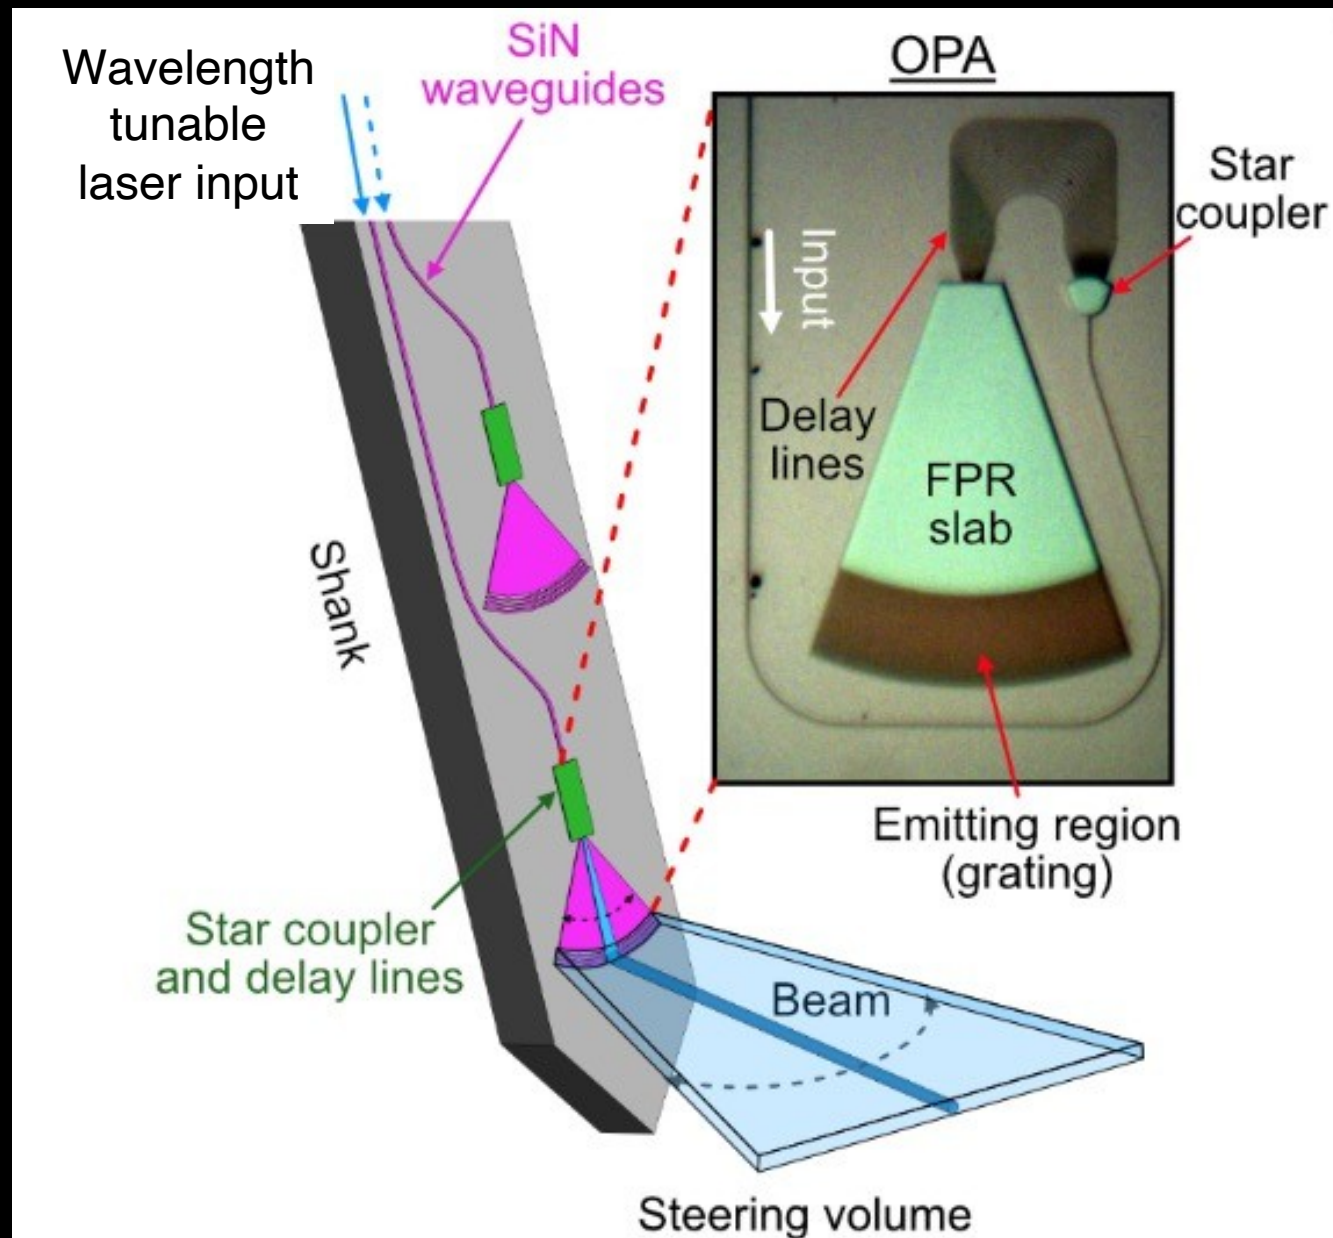 Wavelength
tunable
laser input
SiN
waveguides
OPA
Star
coupler
Input
Delay
lines
FPR
slab
Shank
Emitting region
(grating)
Star coupler
and delay lines
Beam
Steering volume